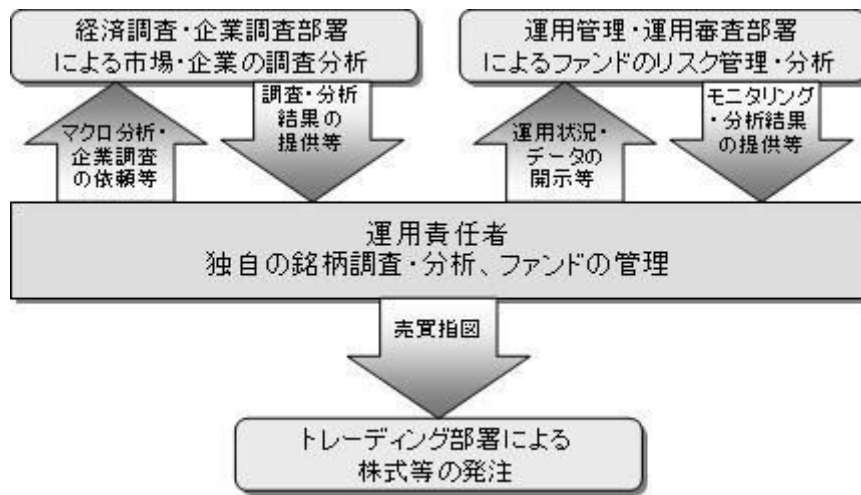 経済調査・企業調査部署
による市場・企業の調査分析
運用管理・運用審査部署
によるファンドのリスク管理・分析
マクロ分析・
企業調査
の依頼等
調査・分析
結果の
提供等
運用状況・
データの
開示等
モニタリング
・分析結果
の提供等
運用責任者
独自の銘柄調査・分析、ファンドの管理
売買指図
トレーディング部署による
株式等の発注